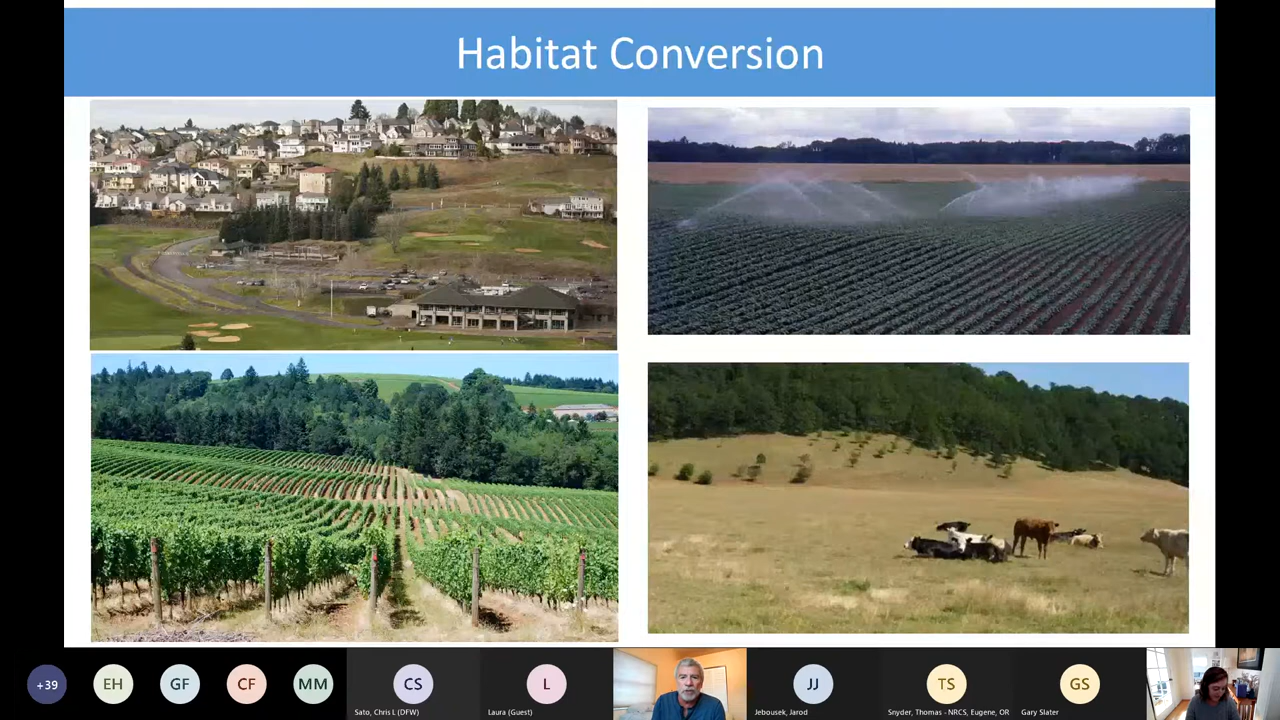 Habitat Conversion
+39
EH
GF
CF
MM
CS
L
JJ
TS
GS
Sato, Chris L (DFW)
Laura (Guest)
Jebousek, Jarod
Snyder, Thomas - NRCS, Eugene, OR
Gary Slater